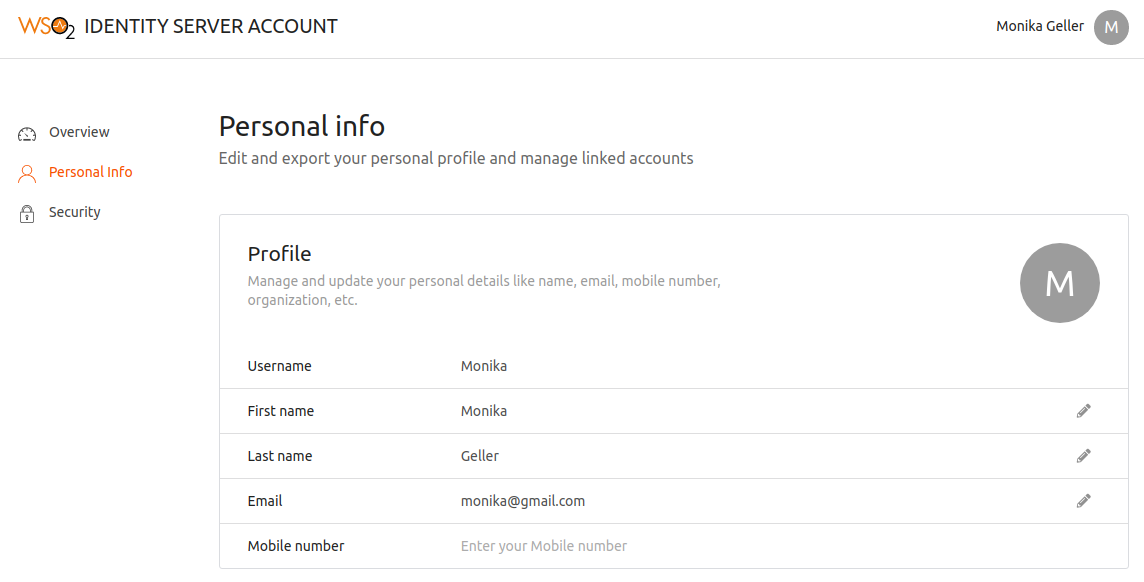 WSO2 IDENTITY SERVER ACCOUNT
Monika Geller M
Overview
Personal Info
Security
Personal info
Edit and export your personal profile and manage linked accounts
Profile
Manage and update your personal details like name, email, mobile number,
organization, etc.
M
Username Monika
First name Monika
Last name Geller
Email monika@gmail.com
Mobile number Enter your Mobile number